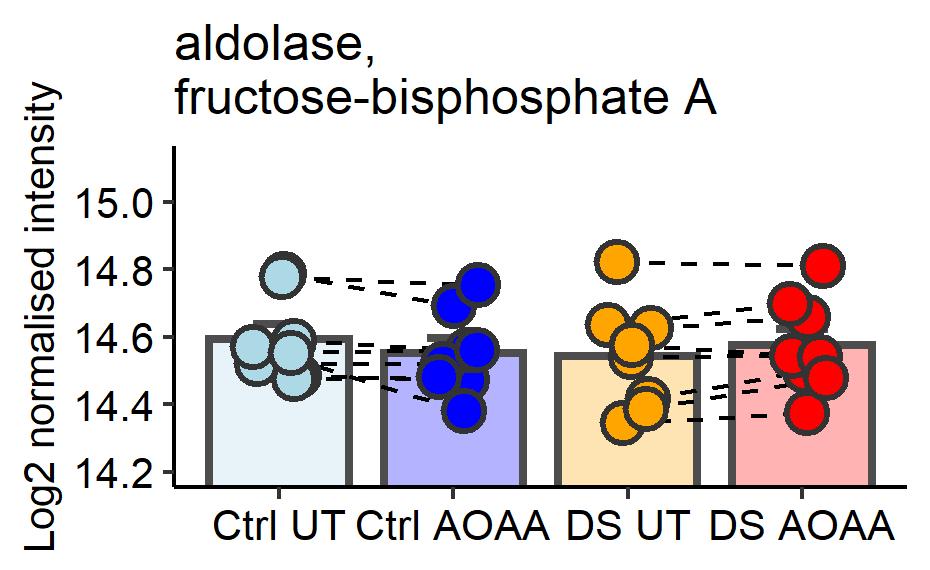 aldolase,
fructose-bisphosphate A
Log2 normalised intensity
15.0
14.8
14.6
14.4
14.2
Ctrl UT Ctrl AOAA DS UT DS AOAA